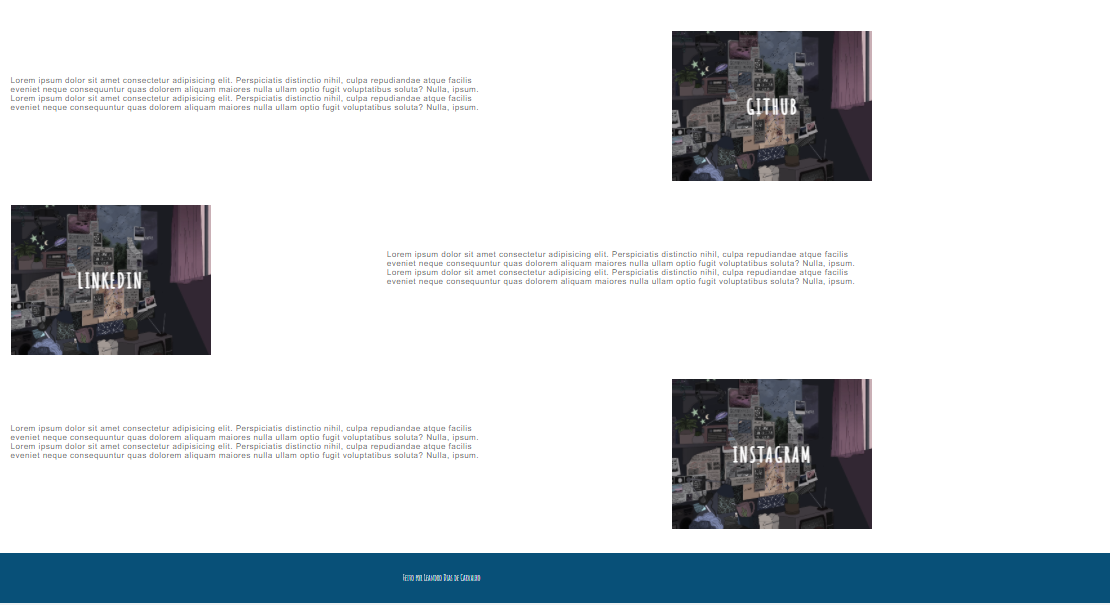 Lorem ipsum dolor sit amet consectetur adipisicing elit. Perspiciatis distinctio nihil, culpa repudiandae atque facilis
eveniet neque consequuntur quas dolorem aliquam maiores nulla ullam optio fugit voluptatibus soluta? Nulla, ipsum.
Lorem ipsum dolor sit amet consectetur adipisicing elit. Perspiciatis distinctio nihil, culpa repudiandae atque facilis
eveniet neque consequuntur quas dolorem aliquam maiores nulla ullam optio fugit voluptatibus soluta? Nulla, ipsum.
GITHUB
LINKEDIN
Lorem ipsum dolor sit amet consectetur adipisicing elit. Perspiciatis distinctio nihil, culpa repudiandae atque facilis
eveniet neque consequuntur quas dolorem aliquam maiores nulla ullam optio fugit voluptatibus soluta? Nulla, ipsum.
Lorem ipsum dolor sit amet consectetur adipisicing elit. Perspiciatis distinctio nihil, culpa repudiandae atque facilis
eveniet neque consequuntur quas dolorem aliquam maiores nulla ullam optio fugit voluptatibus soluta? Nulla, ipsum.
Lorem ipsum dolor sit amet consectetur adipisicing elit. Perspiciatis distinctio nihil, culpa repudiandae atque facilis
eveniet neque consequuntur quas dolorem aliquam maiores nulla ullam optio fugit voluptatibus soluta? Nulla, ipsum.
Lorem ipsum dolor sit amet consectetur adipisicing elit. Perspiciatis distinctio nihil, culpa repudiandae atque facilis
eveniet neque consequuntur quas dolorem aliquam maiores nulla ullam optio fugit voluptatibus soluta? Nulla, ipsum.
INSTAGRAM
Feito por Leandro Dias de Carvalho